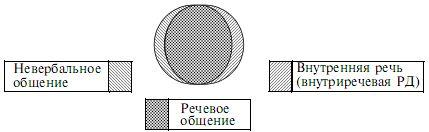 Невербальное
общение
Внутренняя речь
(внутриречевая РД)
Речевое
общение